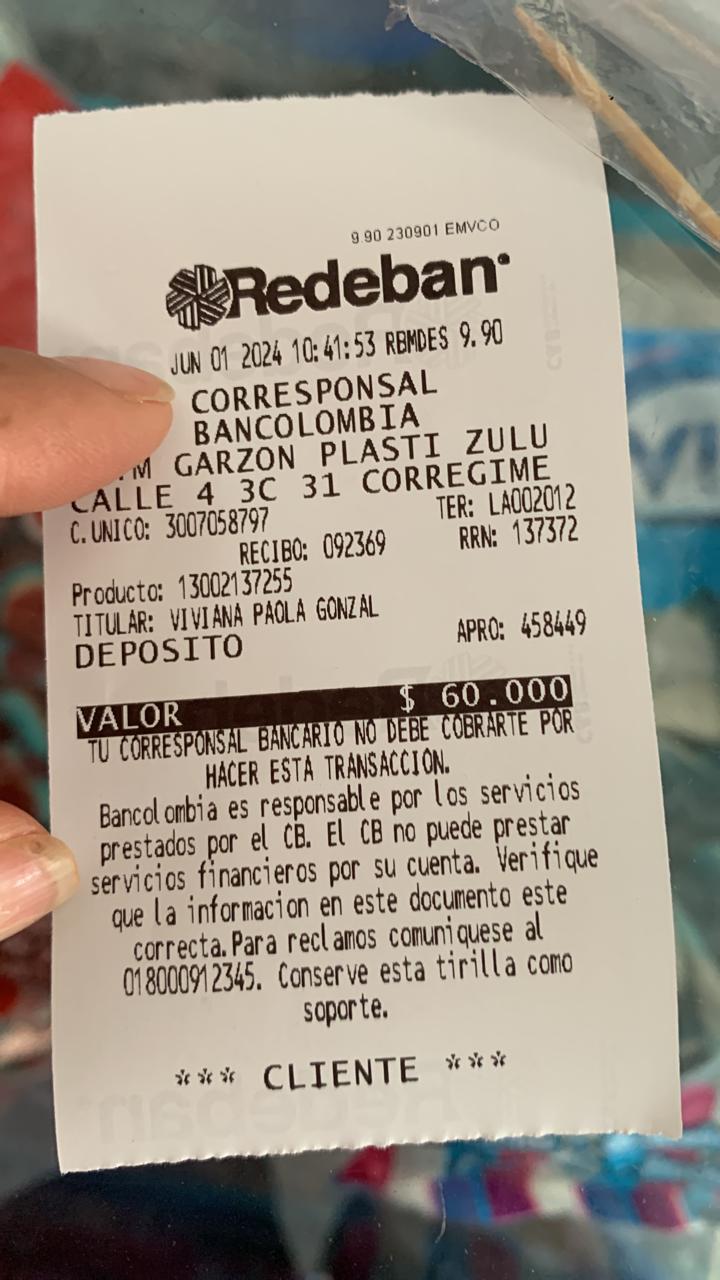 9.90 230901 EMVCO
Redeban
JUN 01 2024 10:41:53 RBMDES 9.90
CORRESPONSAL
BANCOLOMBIA
M GARZON PLASTI ZULU
CALLE 4 3C 31 CORREGIME
C.UNICO: 3007058797 TER: LA002012
RECIBO: 092369 RRN: 137372
Producto: 13002137255
TITULAR: VIVIANA PAOLA GONZAL
DEPOSITO APRO: 458449
VALOR $ 60.000
TU CORRESPONSAL BANCARIO NO DEBE COBRARTE POR
HACER ESTA TRANSACCION.
Bancolombia es responsable por los servicios
prestados por el CB. El CB no puede prestar
servicios financieros por su cuenta. Verifique
que la informacion en este documento este
correcta.Para reclamos comuniquese al
018000912345. Conserve esta tirilla como
soporte.
*** CLIENTE ***